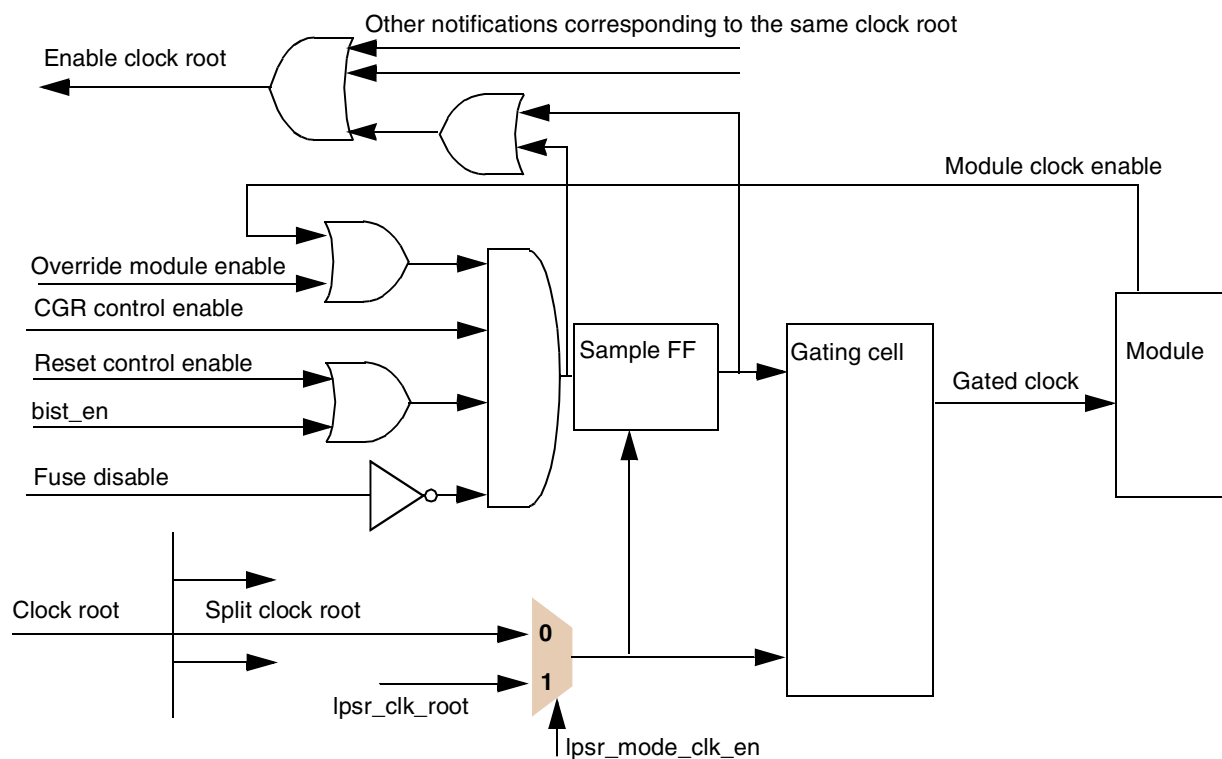 Other notifications corresponding to the same clock root
Enable clock root
Module clock enable
Override module enable
CGR control enable
Sample FF
Gating cell
Module
Reset control enable
Gated clock
bist_en
Fuse disable
Clock root
Split clock root
0
1
lpsr_clk_root
lpsr_mode_clk_en